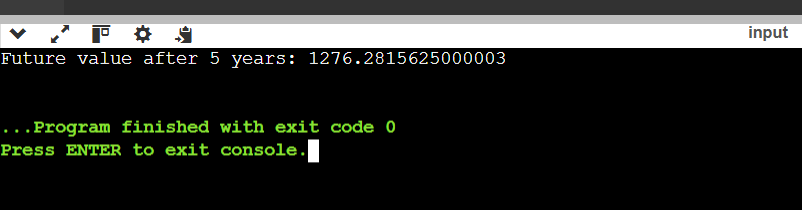 input
Future value after 5 years: 1276.2815625000003
...Program finished with exit code 0
Press ENTER to exit console.